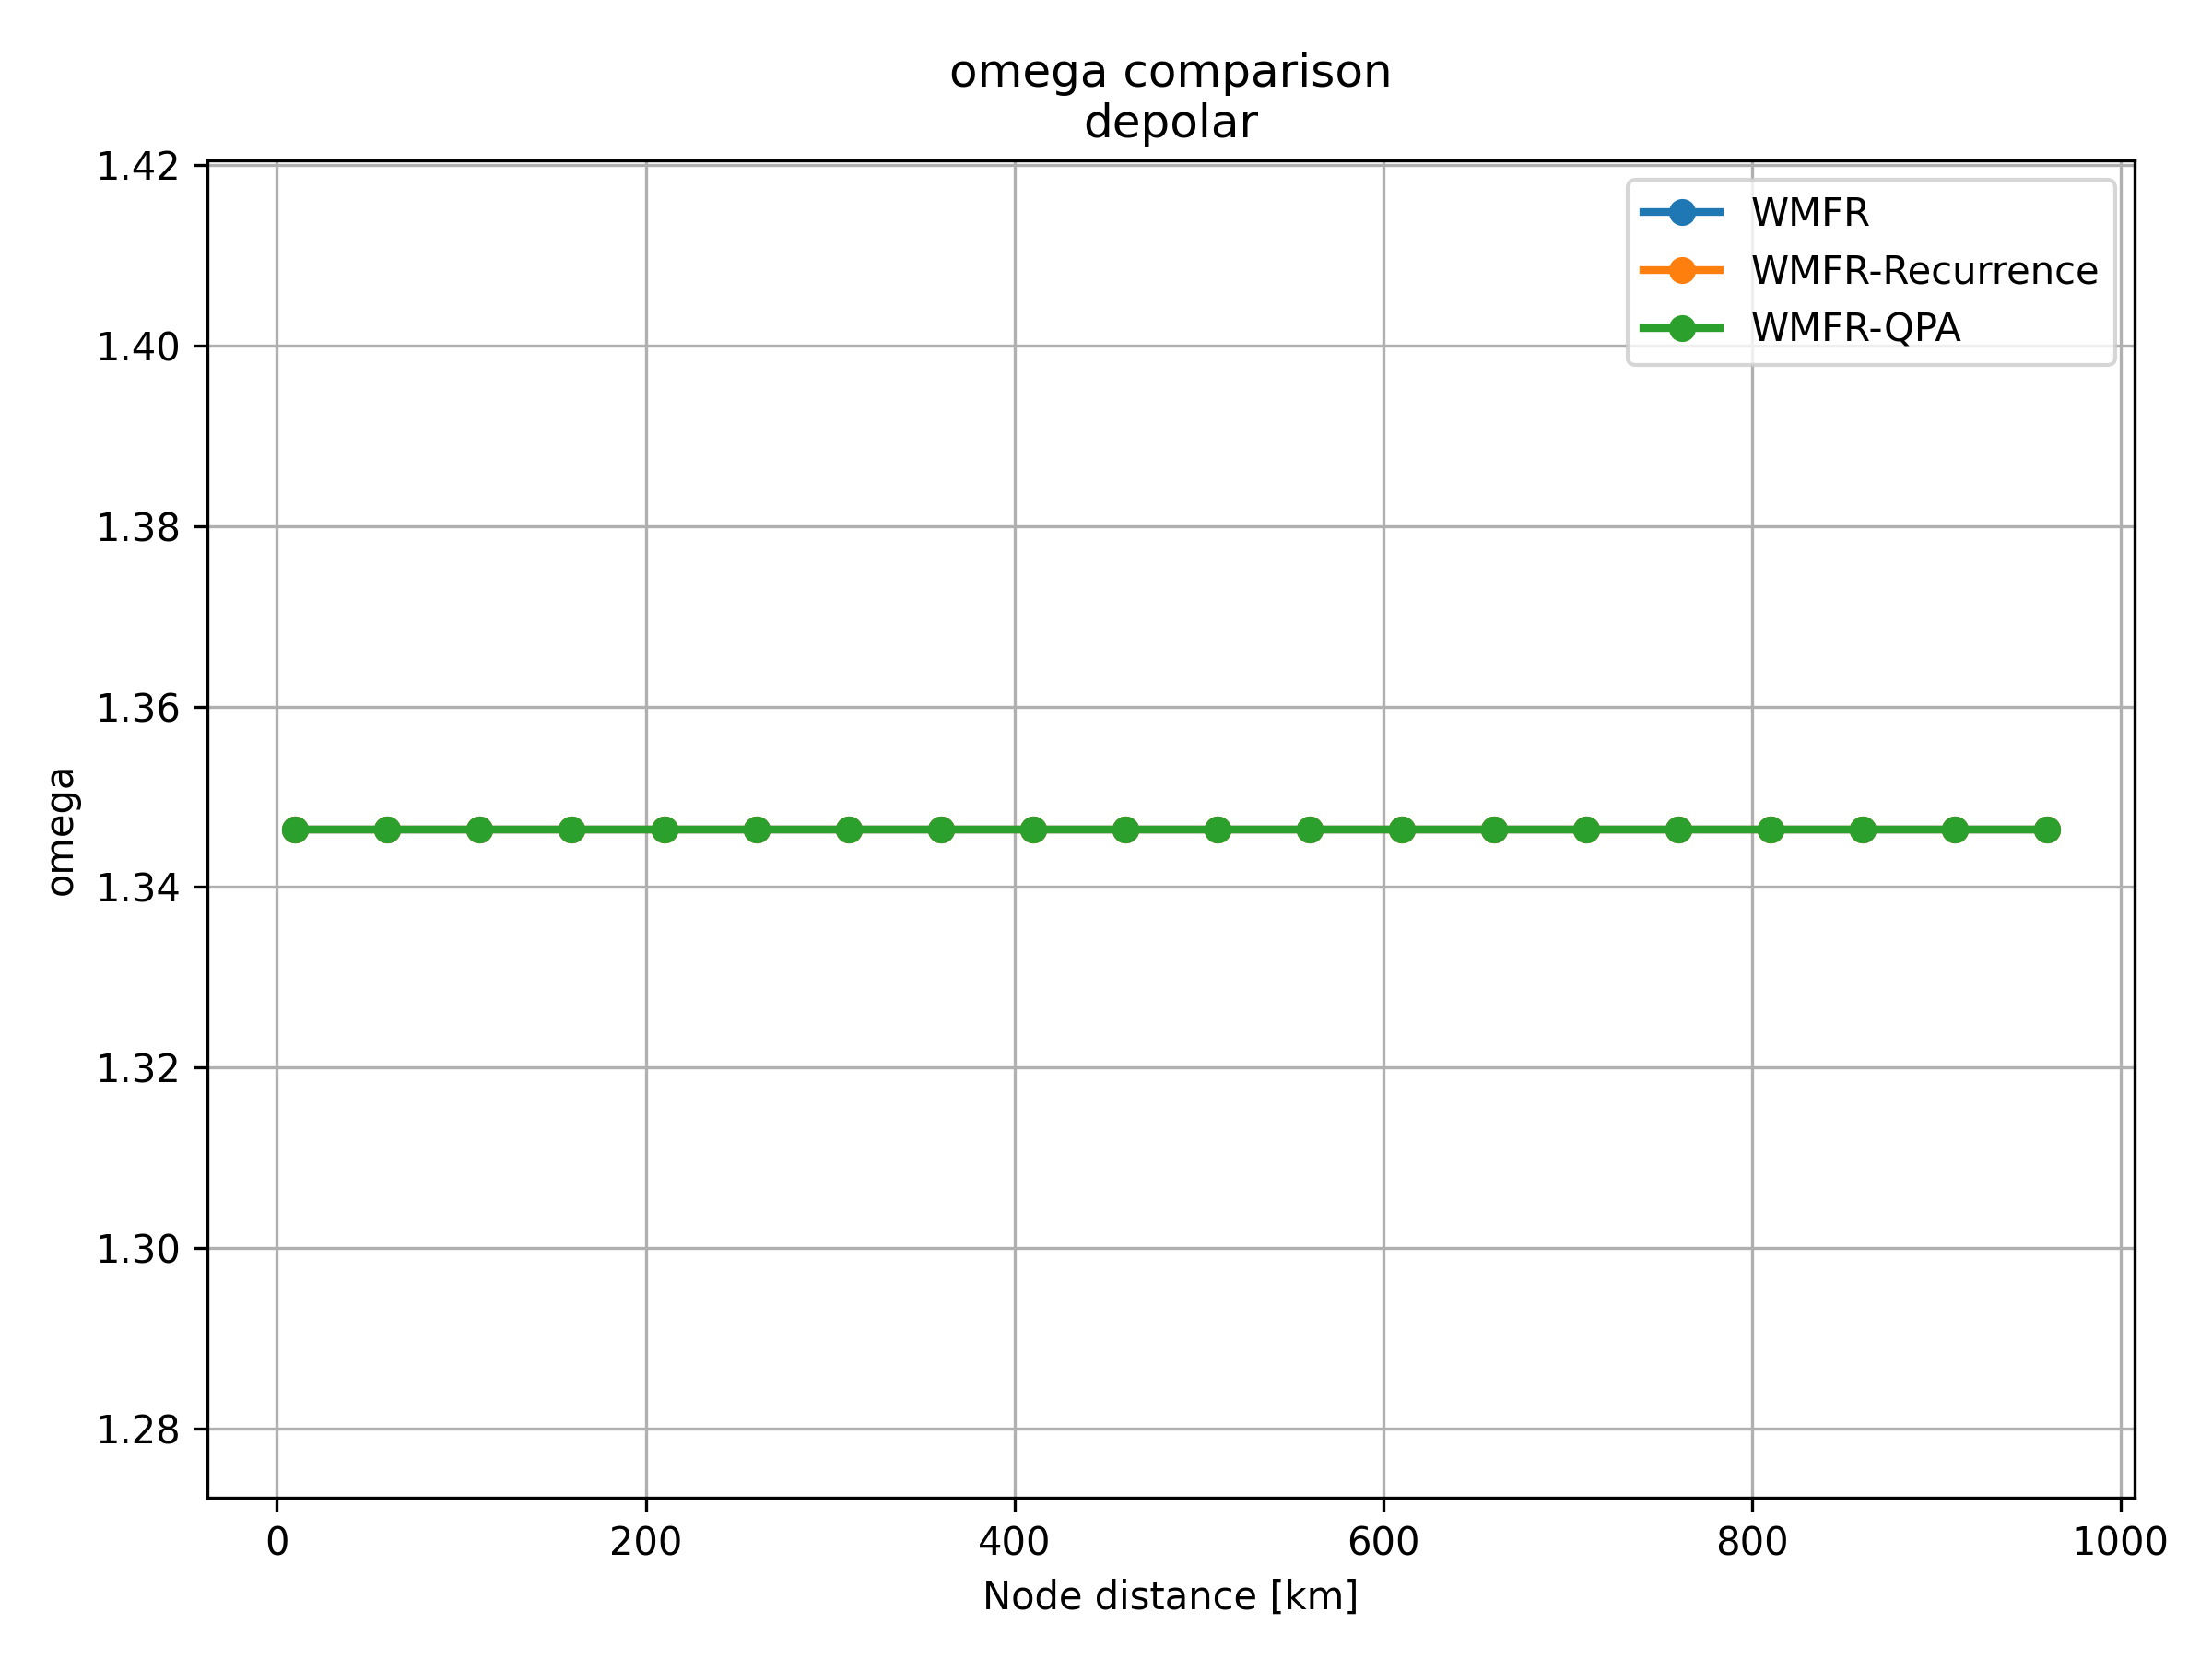 omega comparison
depolar
1.42
1.40
1.38
1.36
1.34
1.32
1.30
1.28
omega
WMFR
WMFR-Recurrence
WMFR-QPA
0 200 400 600 800 1000
Node distance [km]